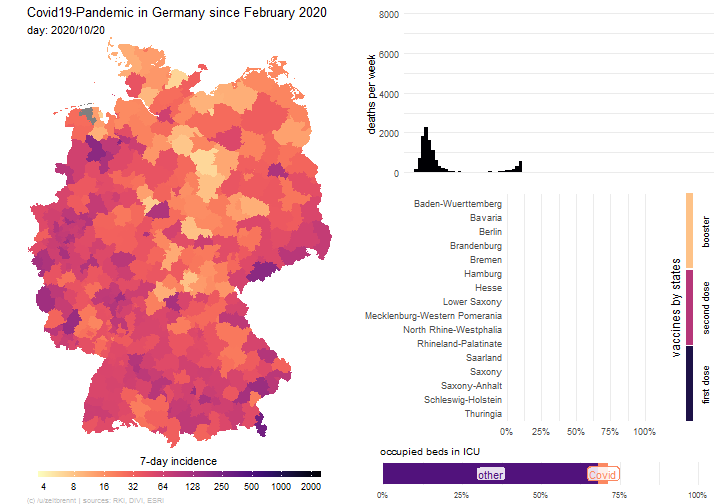 Covid19-Pandemic in Germany since February 2020
day: 2020/10/20
7-day incidence
4 8 16 32 64 128 250 500 1000 2000
(c) /u/zeitbrennt | sources: RKI, DIVI, ESRI
deaths per week
8000
6000
4000
2000
0
Baden-Wuerttemberg
Bavaria
Berlin
Brandenburg
Bremen
Hamburg
Hesse
Lower Saxony
Mecklenburg-Western Pomerania
North Rhine-Westphalia
Rhineland-Palatinate
Saarland
Saxony
Saxony-Anhalt
Schleswig-Holstein
Thuringia
0% 25% 50% 75% 100%
vaccines by states
booster
second dose
first dose
occupied beds in ICU
other Covid
0% 25% 50% 75% 100%